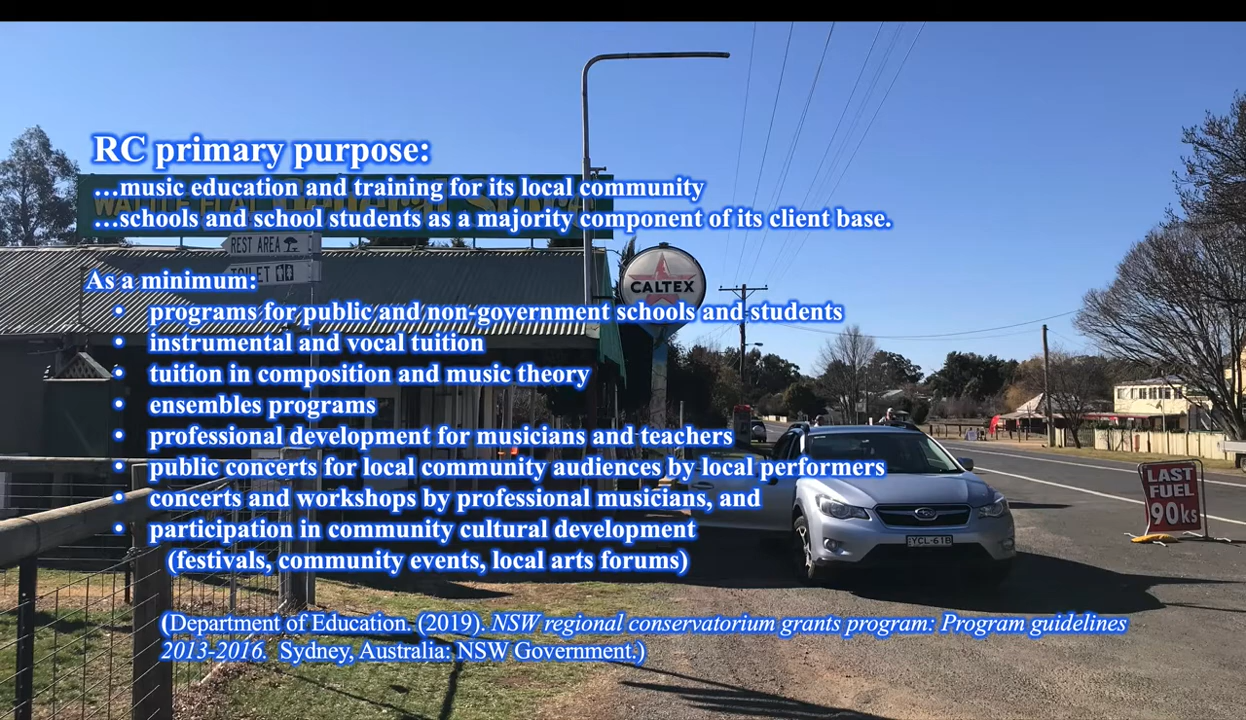 RC primary purpose:
…music education and training for its local community
WATTLE FLAT General Store
…schools and school students as a majority component of its client base.
REST AREA
TOILET
As a minimum:
CALTEX
• programs for public and non-government schools and students
• instrumental and vocal tuition
• tuition in composition and music theory
• ensembles programs
• professional development for musicians and teachers
• public concerts for local community audiences by local performers
• concerts and workshops by professional musicians, and
• participation in community cultural development
(festivals, community events, local arts forums)
LAST
FUEL
90ks
YCL-61B
(Department of Education. (2019). NSW regional conservatorium grants program: Program guidelines
2013-2016. Sydney, Australia: NSW Government.)